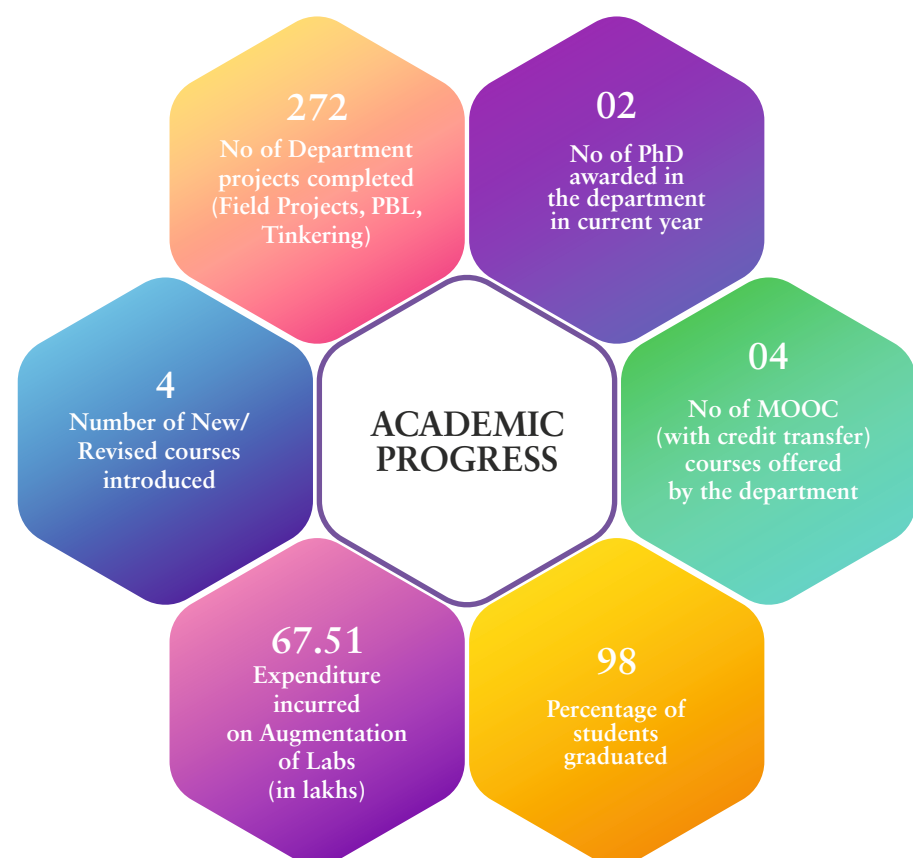 272
No of Department
projects completed
(Field Projects, PBL,
Tinkering)
02
No of PhD
awarded in
the department
in current year
4
Number of New/
Revised courses
introduced
ACADEMIC
PROGRESS
04
No of MOOC
(with credit transfer)
courses offered
by the department
67.51
Expenditure
incurred
on Augmentation
of Labs
(in lakhs)
98
Percentage of
students
graduated